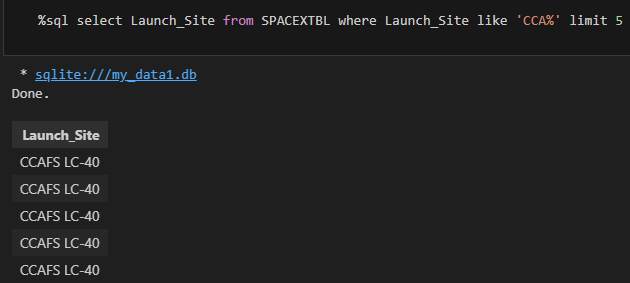 %sql select Launch_Site from SPACEXTBL where Launch_Site like 'CCA%' limit 5
* sqlite:///my_data1.db
Done.
Launch_Site
CCAFS LC-40
CCAFS LC-40
CCAFS LC-40
CCAFS LC-40
CCAFS LC-40